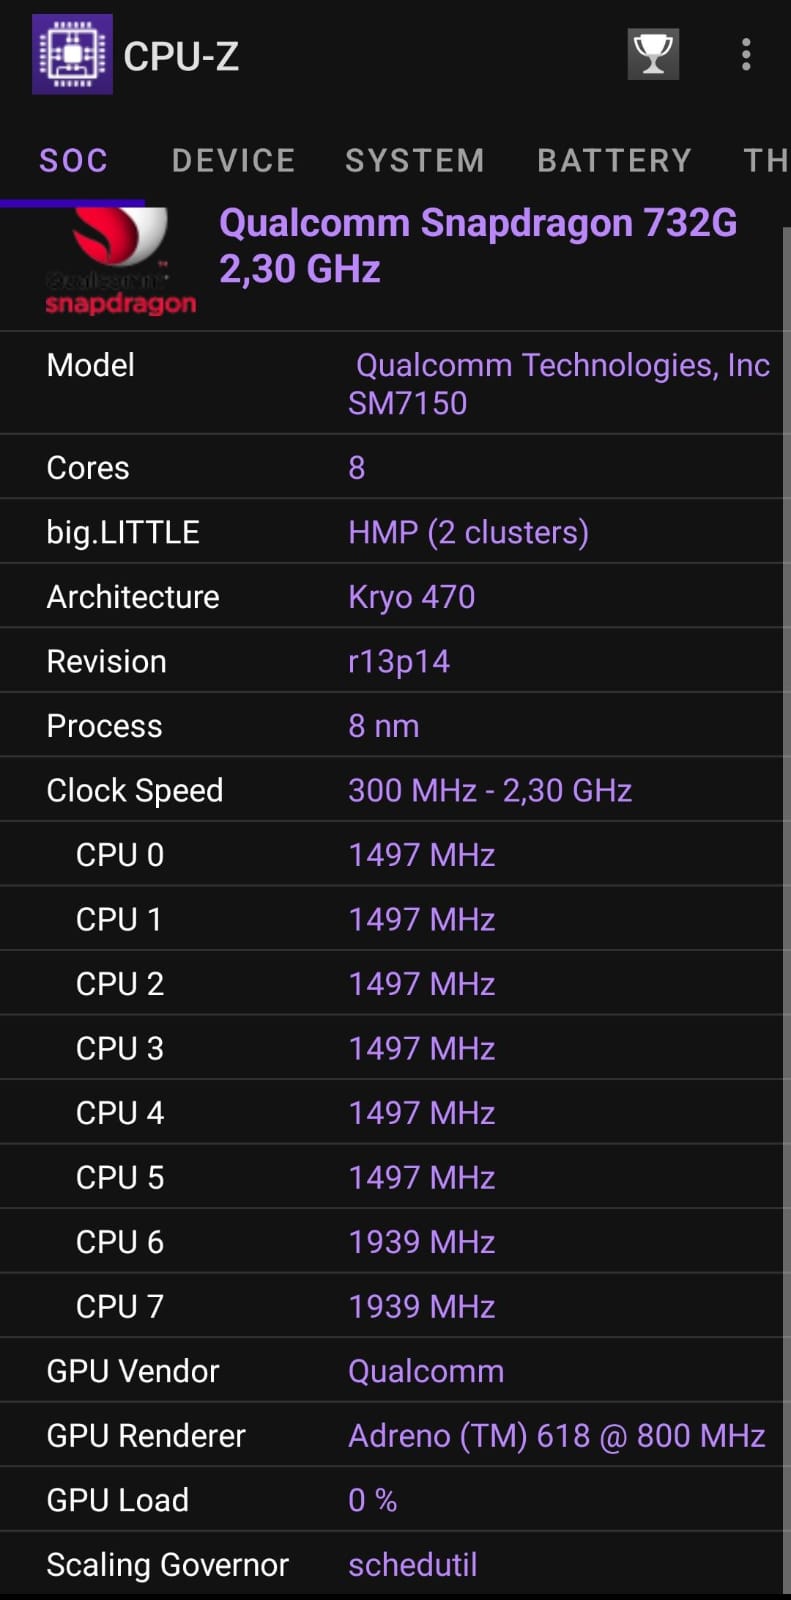 CPU-Z
SOC DEVICE SYSTEM BATTERY TH
Qualcomm Snapdragon 732G
2,30 GHz
Qualcomm
snapdragon
Model Qualcomm Technologies, Inc
SM7150
Cores 8
big.LITTLE HMP (2 clusters)
Architecture Kryo 470
Revision r13p14
Process 8 nm
Clock Speed 300 MHz - 2,30 GHz
CPU 0 1497 MHz
CPU 1 1497 MHz
CPU 2 1497 MHz
CPU 3 1497 MHz
CPU 4 1497 MHz
CPU 5 1497 MHz
CPU 6 1939 MHz
CPU 7 1939 MHz
GPU Vendor Qualcomm
GPU Renderer Adreno (TM) 618 @ 800 MHz
GPU Load 0 %
Scaling Governor schedutil